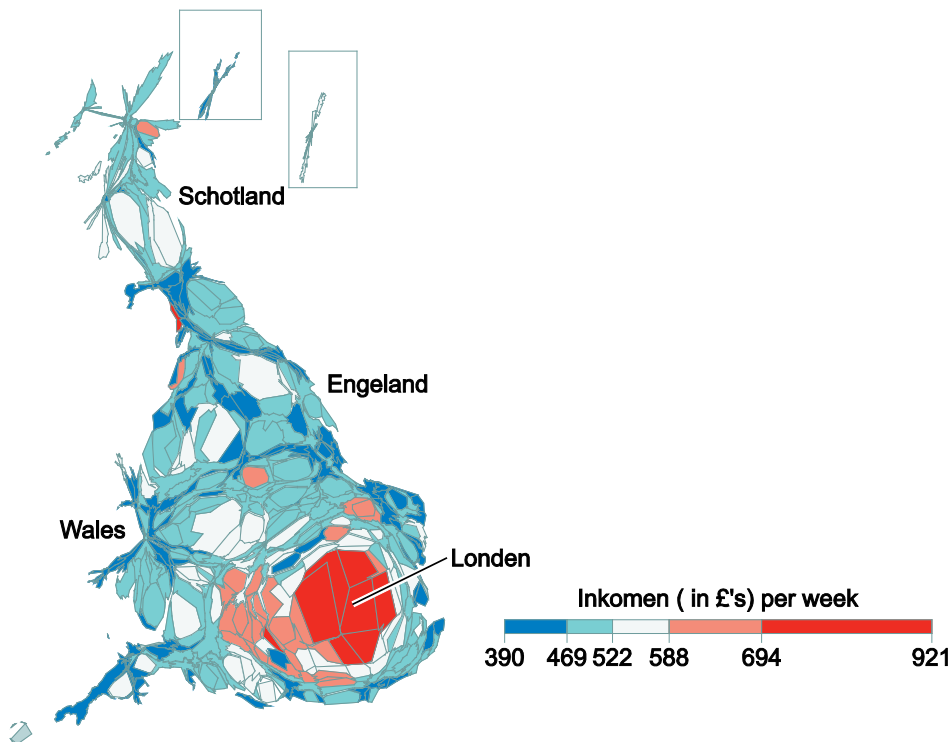 Schotland
Engeland
Wales
Londen
Inkomen ( in £'s) per week
390 469 522 588 694 921